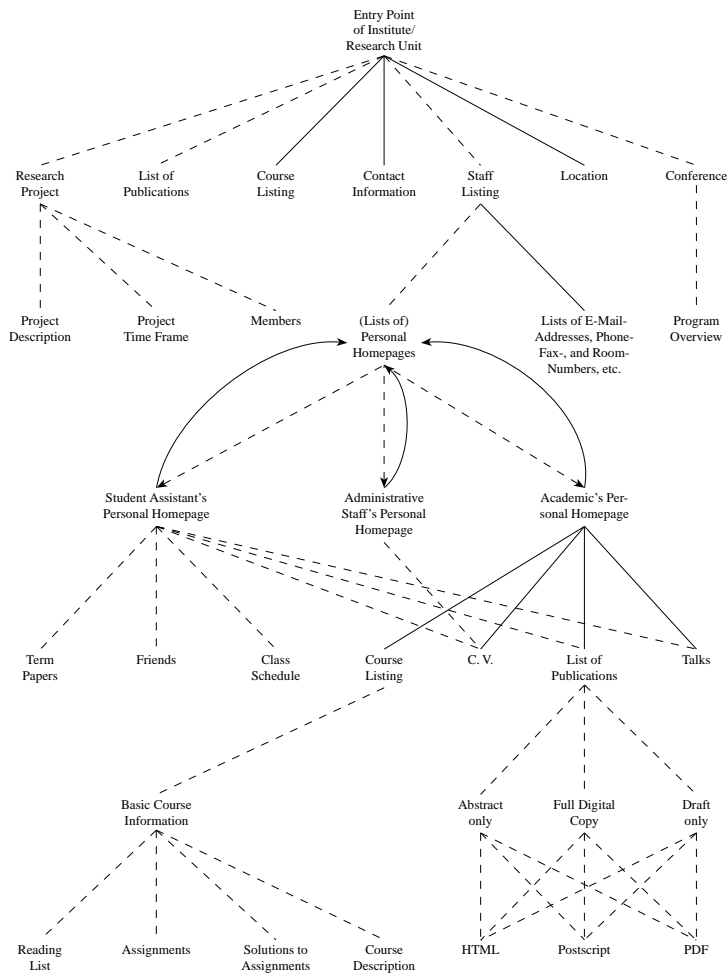 Entry Point
of Institute/
Research Unit
Research
Project
List of
Publications
Course
Listing
Contact
Information
Staff
Listing
Location
Conference
Project
Description
Project
Time Frame
Members
(Lists of)
Personal
Homepages
Lists of E-Mail-
Addresses, Phone-
Fax-, and Room-
Numbers, etc.
Program
Overview
Student Assistant's
Personal Homepage
Administrative
Staff's Personal
Homepage
Academic's Per-
sonal Homepage
Term
Papers
Friends
Class
Schedule
Course
Listing
C. V.
List of
Publications
Talks
Basic Course
Information
Abstract
only
Full Digital
Copy
Draft
only
Reading
List
Assignments
Solutions to
Assignments
Course
Description
HTML
Postscript
PDF